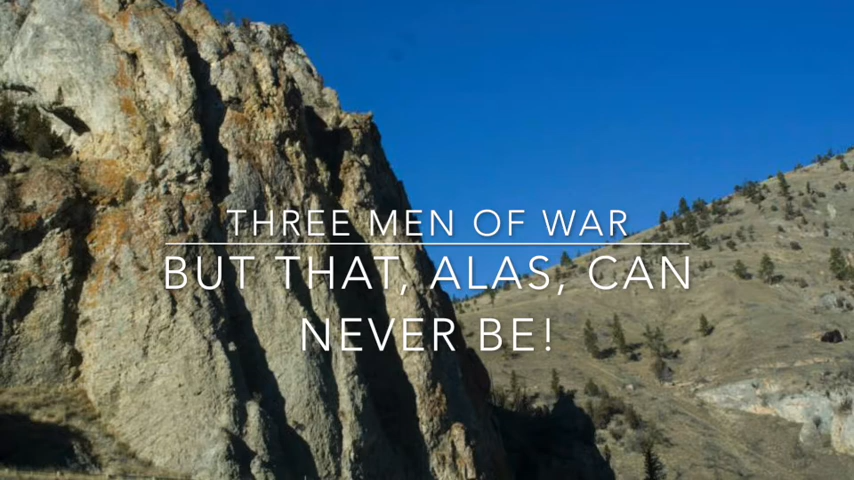 THREE MEN OF WAR
BUT THAT, ALAS, CAN
NEVER BE!